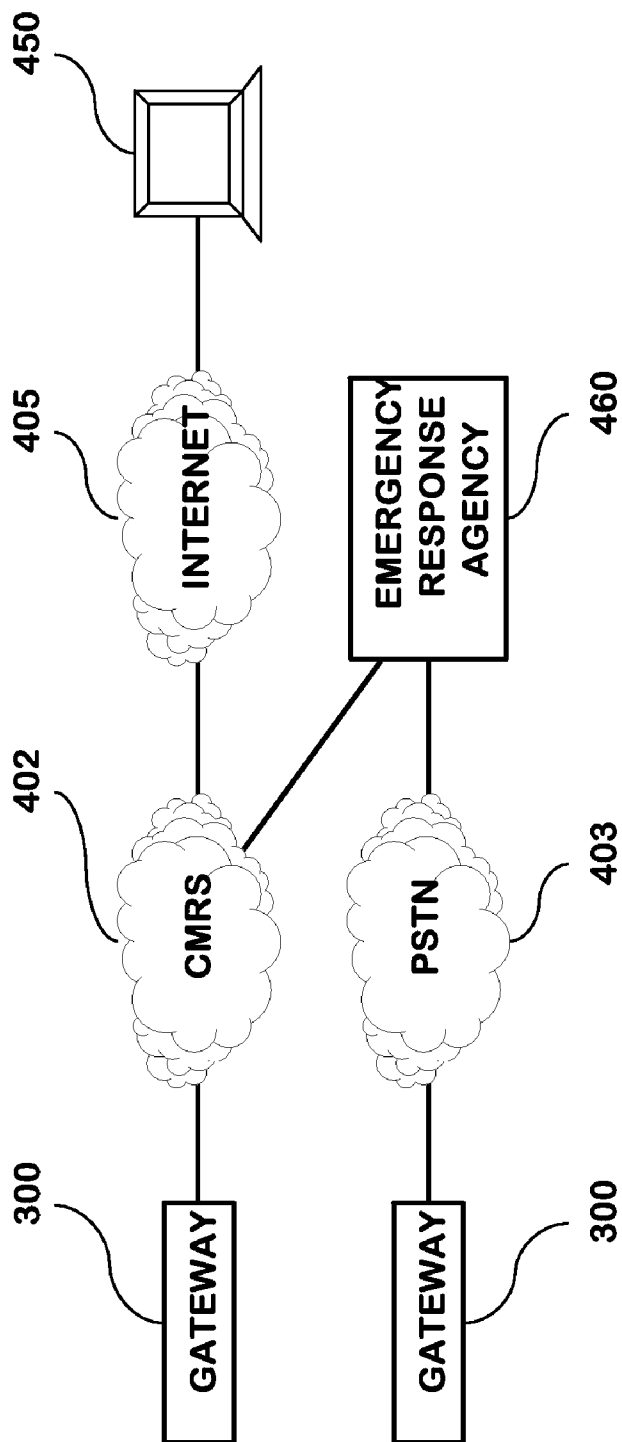 300
402
405
450
GATEWAY
CMRS
INTERNET
GATEWAY
PSTN
EMERGENCY
RESPONSE
AGENCY
300
403
460